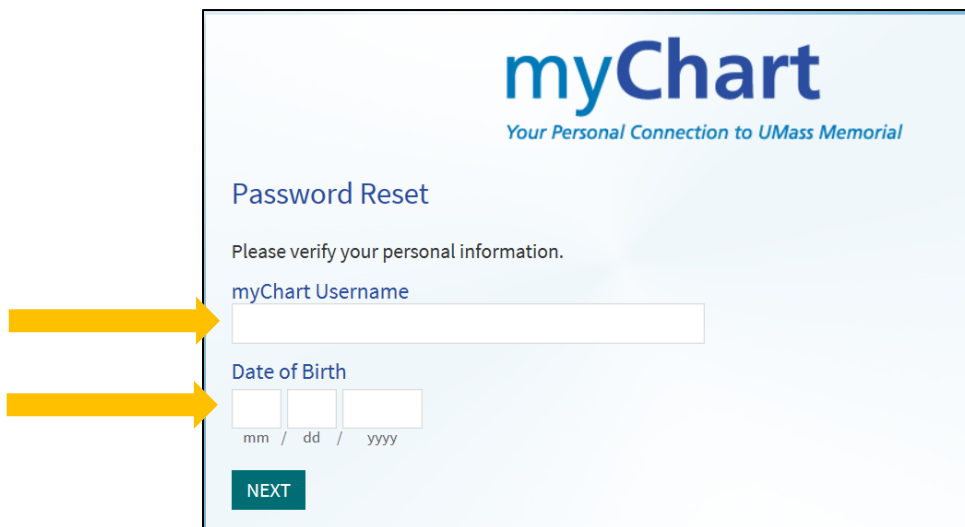 myChart
Your Personal Connection to UMass Memorial
Password Reset
Please verify your personal information.
myChart Username
Date of Birth
mm / dd / yyyy
NEXT